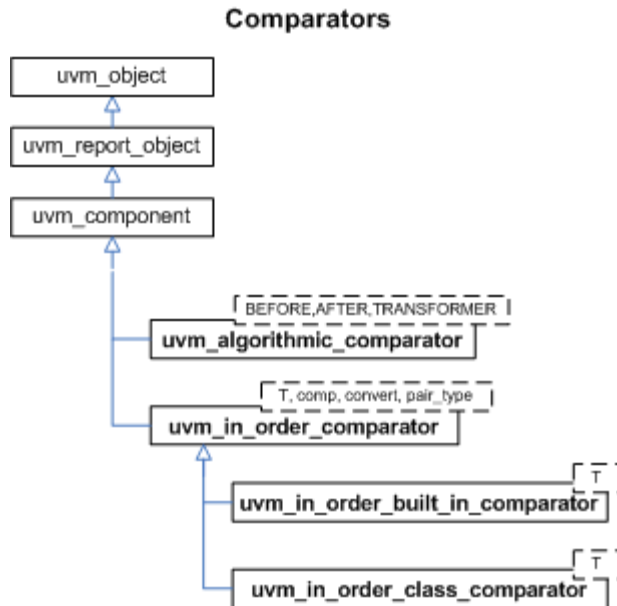 Comparators
uvm_object
uvm_report_object
uvm_component
BEFORE,AFTER,TRANSFORMER
uvm_algorithmic_comparator
T, comp, convert, pair_type
uvm_in_order_comparator
T
uvm_in_order_built_in_comparator
T
uvm_in_order_class_comparator